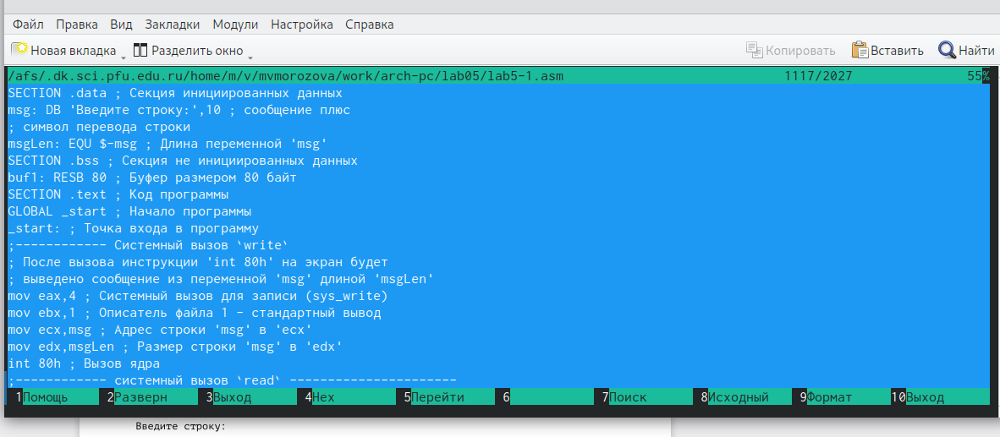 Файл Правка Вид Закладки Модули Настройка Справка
Новая вкладка Разделить окно Копировать Вставить Найти
/afs/.dk.sci.pfu.edu.ru/home/m/v/mvmorozova/work/arch-pc/lab05/lab5-1.asm 1117/2027 55%
SECTION .data ; Секция инициированных данных
msg: DB 'Введите строку:',10 ; сообщение плюс
; символ перевода строки
msgLen: EQU $-msg ; Длина переменной 'msg'
SECTION .bss ; Секция не инициированных данных
buf1: RESB 80 ; Буфер размером 80 байт
SECTION .text ; Код программы
GLOBAL _start ; Начало программы
_start: ; Точка входа в программу
;------------ Системный вызов `write`
; После вызова инструкции 'int 80h' на экран будет
; выведено сообщение из переменной 'msg' длиной 'msgLen'
mov eax,4 ; Системный вызов для записи (sys_write)
mov ebx,1 ; Описатель файла 1 - стандартный вывод
mov ecx,msg ; Адрес строки 'msg' в 'ecx'
mov edx,msgLen ; Размер строки 'msg' в 'edx'
int 80h ; Вызов ядра
;------------ системный вызов `read` ----------------------
1Помощь 2Разверн 3Выход 4Hex 5Перейти 6 7Поиск 8Исходный 9Формат 10Выход
Введите строку: